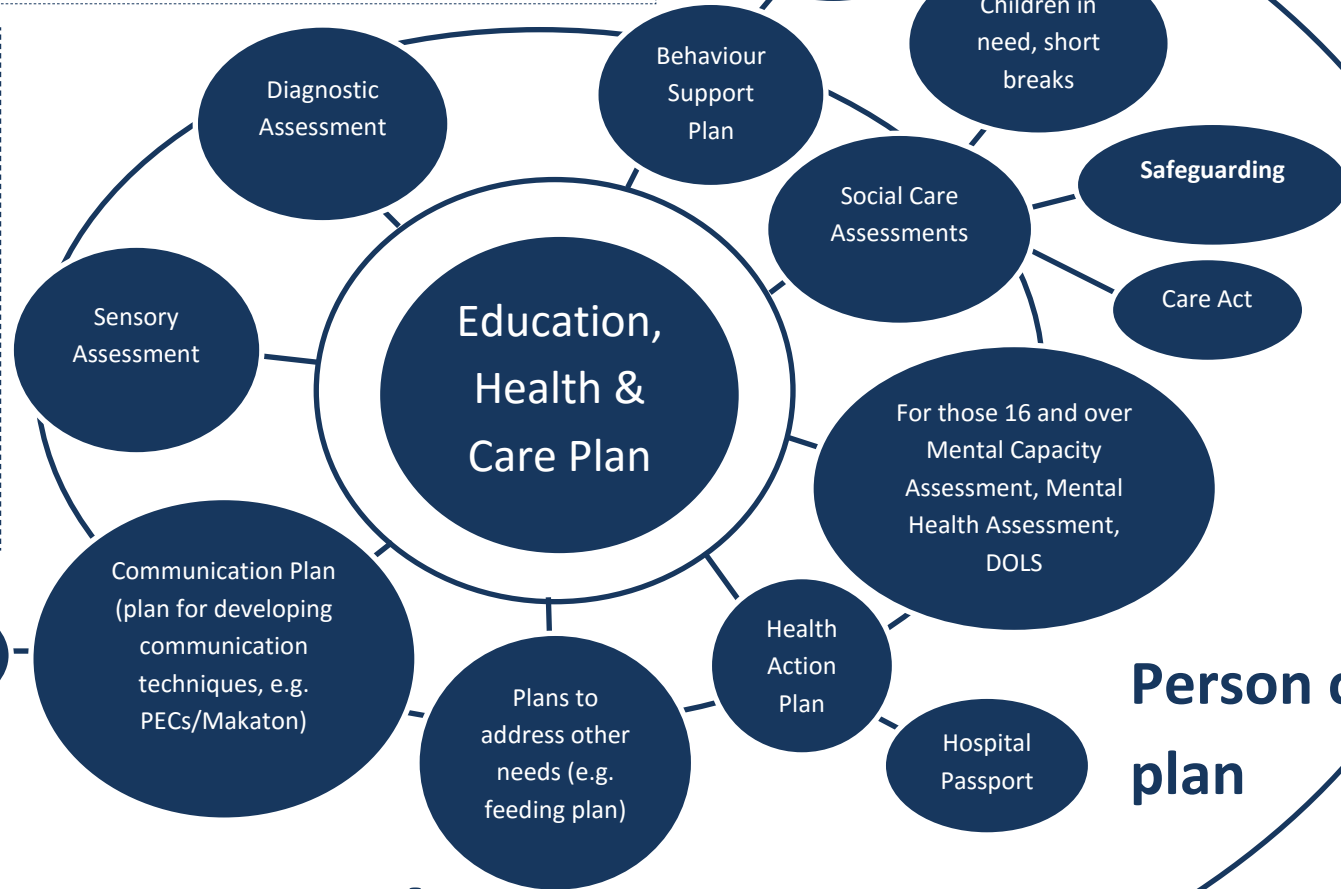 Children in
need, short
breaks
Behaviour
Support
Plan
Diagnostic
Assessment
Safeguarding
Social Care
Assessments
Care Act
Sensory
Assessment
Education,
Health &
Care Plan
For those 16 and over
Mental Capacity
Assessment, Mental
Health Assessment,
DOLS
Communication Plan
(plan for developing
communication
techniques, e.g.
PECs/Makaton)
Health
Action
Plan
Plans to
address other
needs (e.g.
feeding plan)
Hospital
Passport
Person
plan